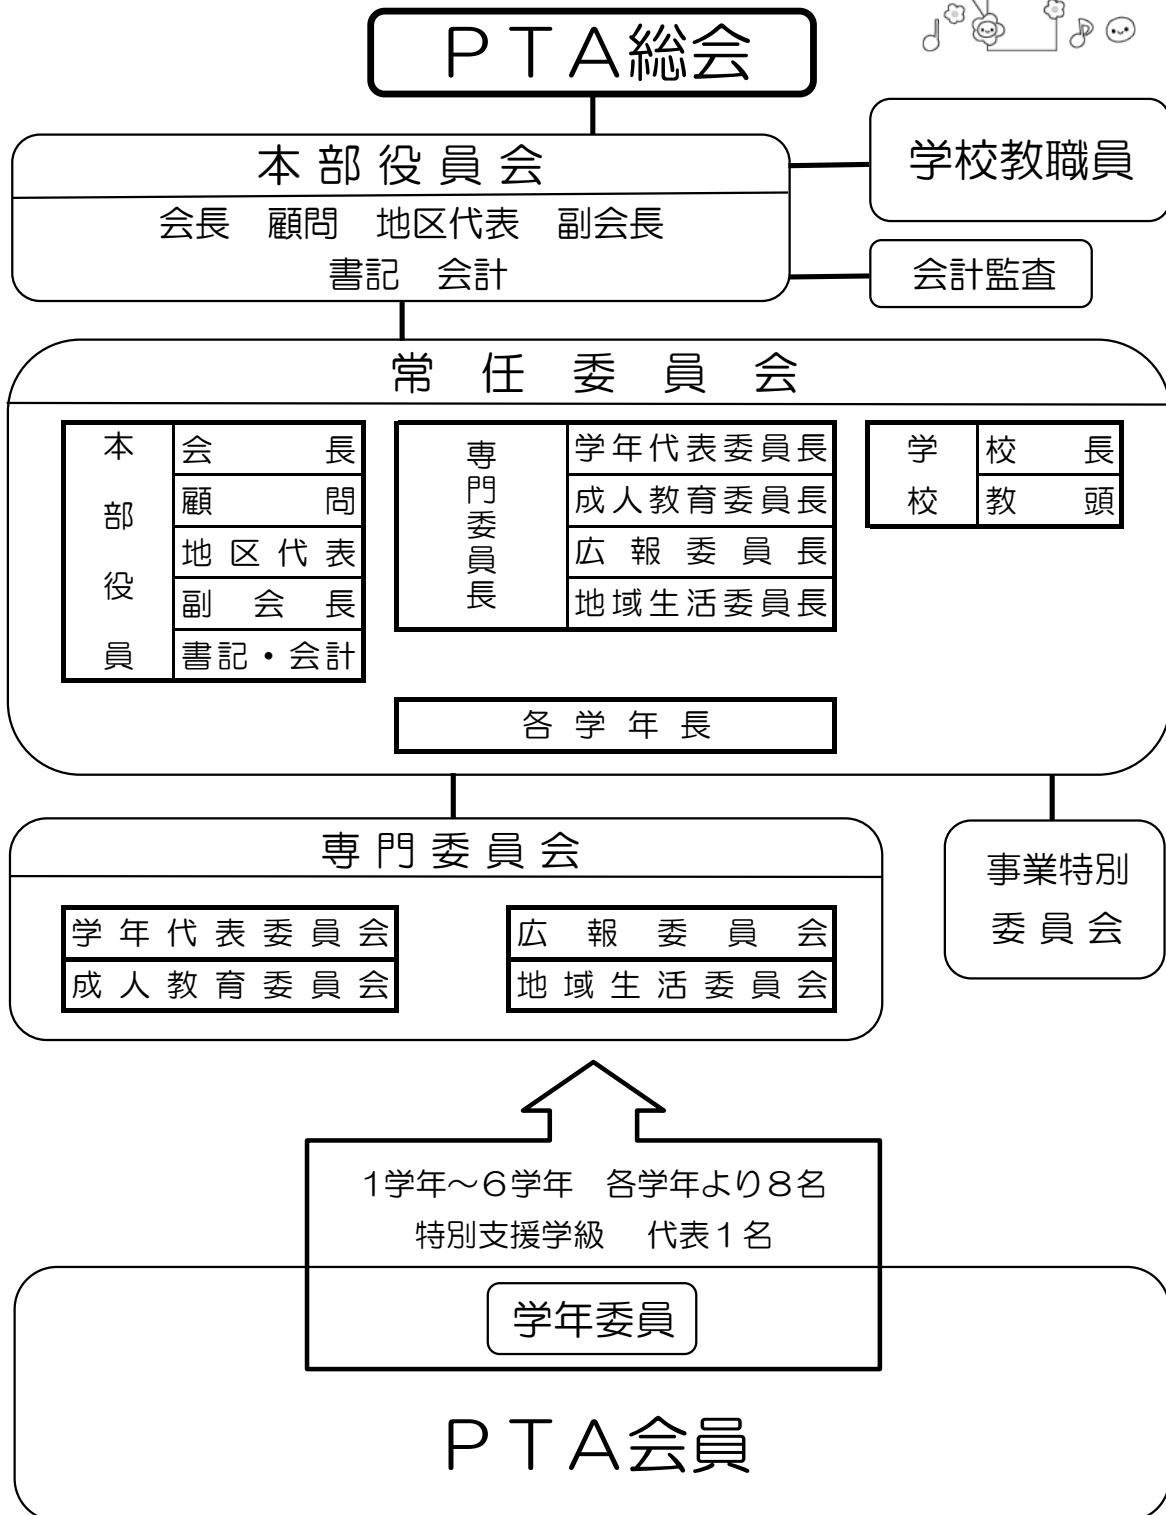 PTA総会
学校教職員
本部役員会
会長　顧問　地区代表　副会長
書記　会計
会計監査
常任委員会
本部役員
会長
顧問
地区代表
副会長
書記・会計
専門委員長
学年代表委員長
成人教育委員長
広報委員長
地域生活委員長
学校
校長
教頭
各学年長
専門委員会
学年代表委員会
成人教育委員会
広報委員会
地域生活委員会
事業特別
委員会
1学年～6学年　各学年より8名
特別支援学級　代表1名
学年委員
PTA会員